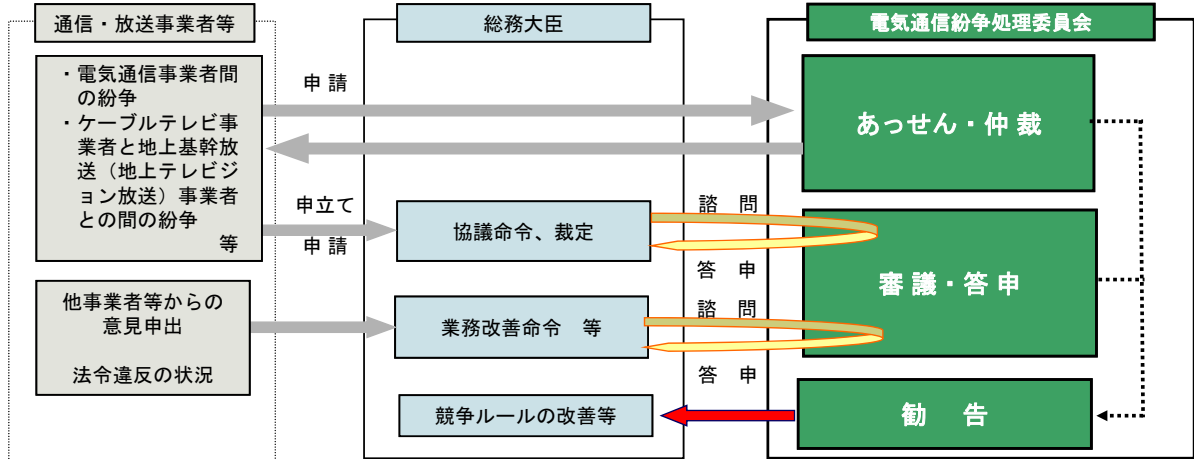 通信・放送事業者等
総務大臣
電気通信紛争処理委員会
・電気通信事業者間
の紛争
・ケーブルテレビ事
業者と地上基幹放
送（地上テレビジ
ョン放送）事業者
との間の紛争
等
申 請
あっせん・仲 裁
申立て
申 請
協議命令、裁定
諮　問
答　申
審 議・答 申
他事業者等からの
意見申出
法令違反の状況
業務改善命令　等
諮　問
答　申
競争ルールの改善等
勧　告